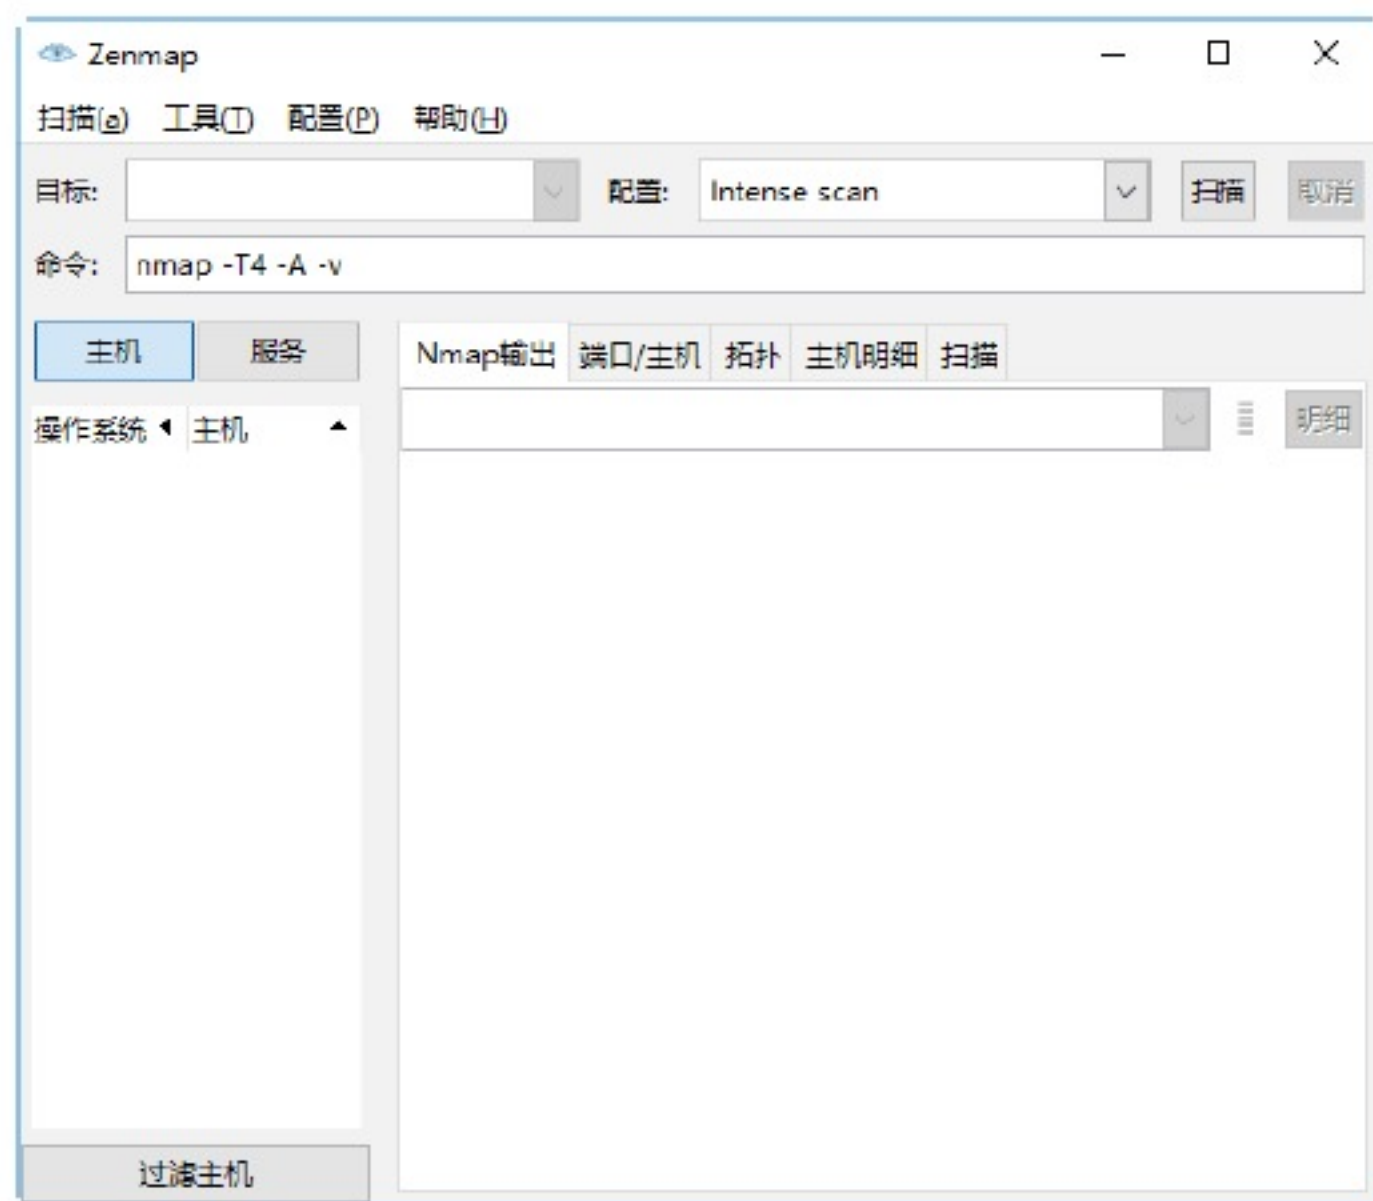 Zenmap
扫描(a) 工具(T) 配置(P) 帮助(H)
目标: 配置: Intense scan 扫描 取消
命令: nmap -T4 -A -v
主机 服务 Nmap输出 端口/主机 拓扑 主机明细 扫描
操作系统 主机 明细
过滤主机